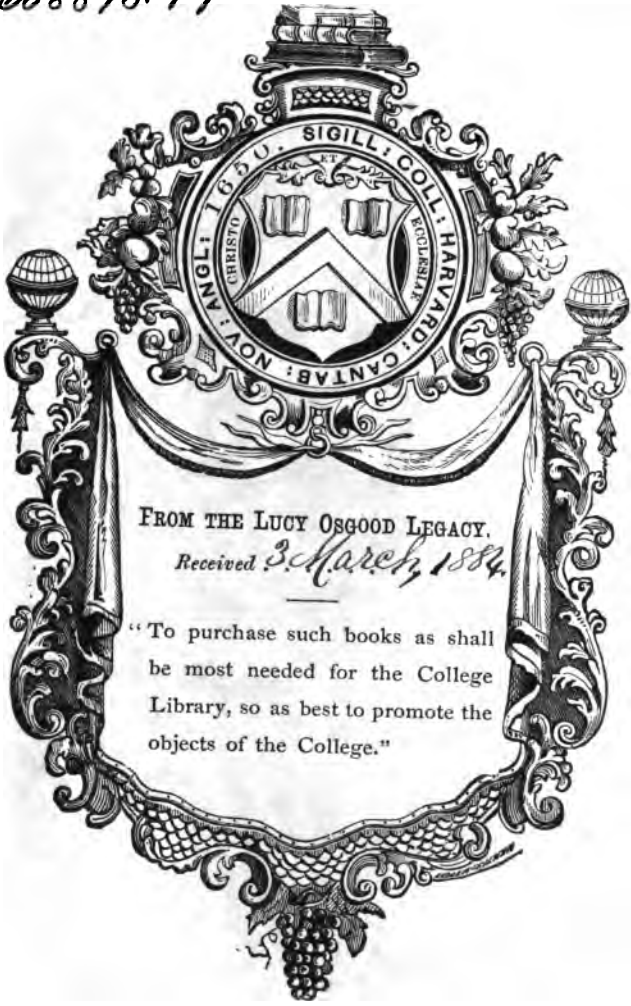 SIGILL: COLL: HARVARD: CANTAB: NOV: ANGL: 1650.
ET
CHRISTO
ECCLESIAE
FROM THE LUCY OSGOOD LEGACY.
Received 3. March, 1884.
"To purchase such books as shall
be most needed for the College
Library, so as best to promote the
objects of the College."